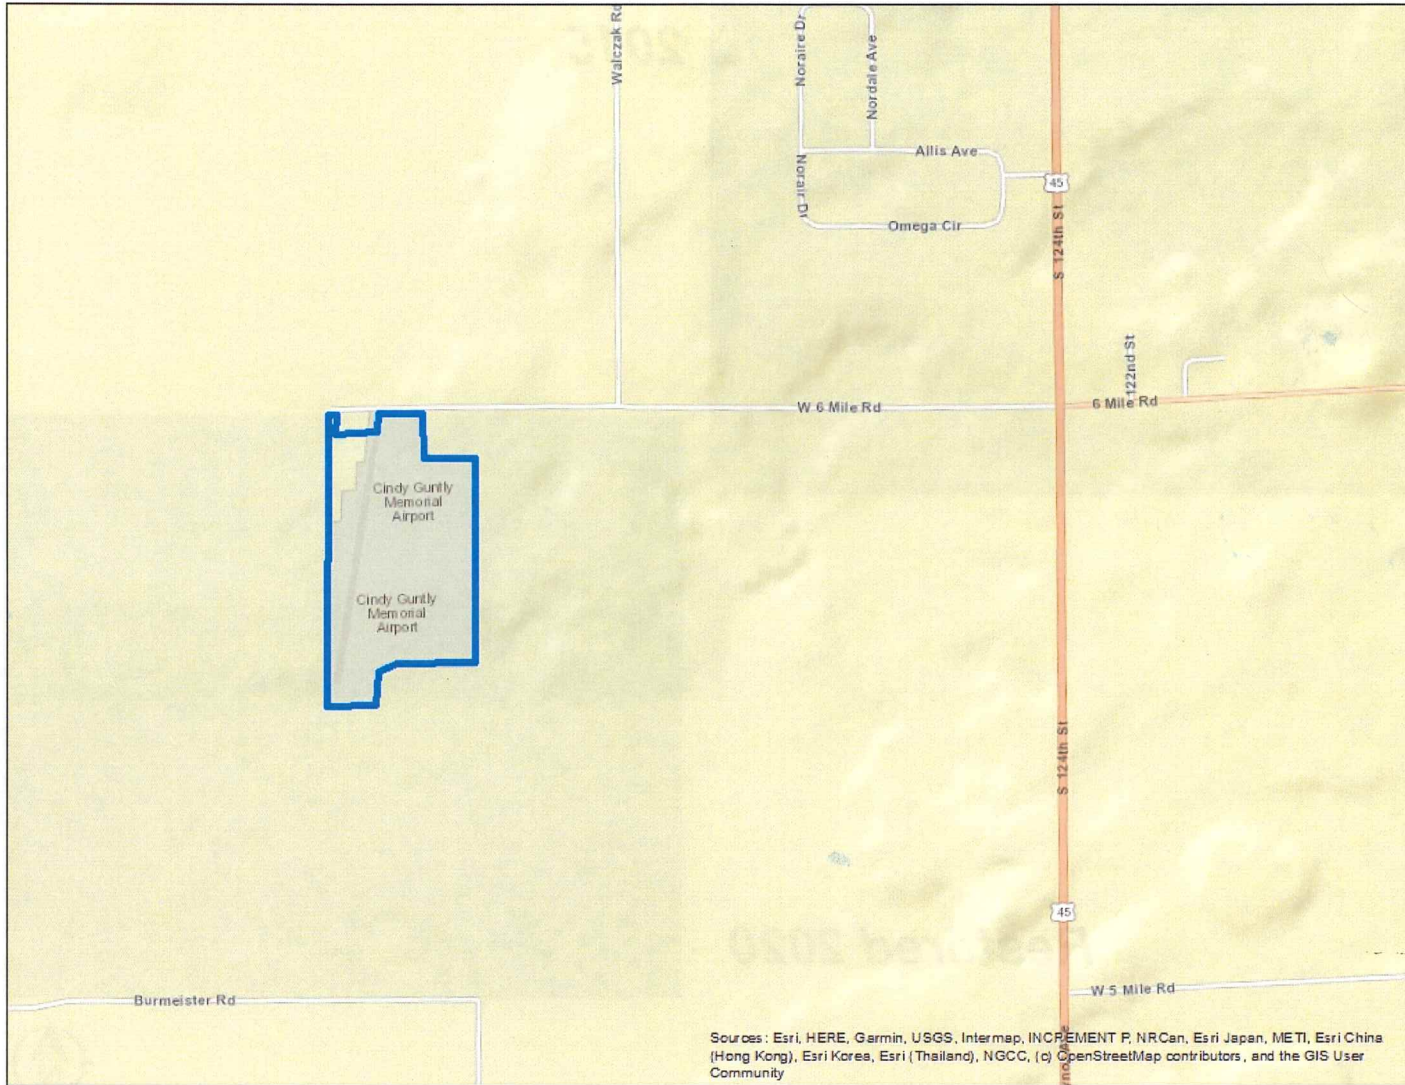 Walczak Rd
Noraire Dr
Nordale Ave
Allis Ave
Norair Dr
45
Omega Cir
S 124th St
122nd St
W 6 Mile Rd
6 Mile Rd
Cindy Guntly
Memorial
Airport
Cindy Guntly
Memorial
Airport
S 124th St
45
Restored 2020
W 5 Mile Rd
Burmeister Rd
Sources: Esri, HERE, Garmin, USGS, Intermap, INCREMENT P, NRCan, Esri Japan, METI, Esri China
(Hong Kong), Esri Korea, Esri (Thailand), NGCC, (c) OpenStreetMap contributors, and the GIS User
Community